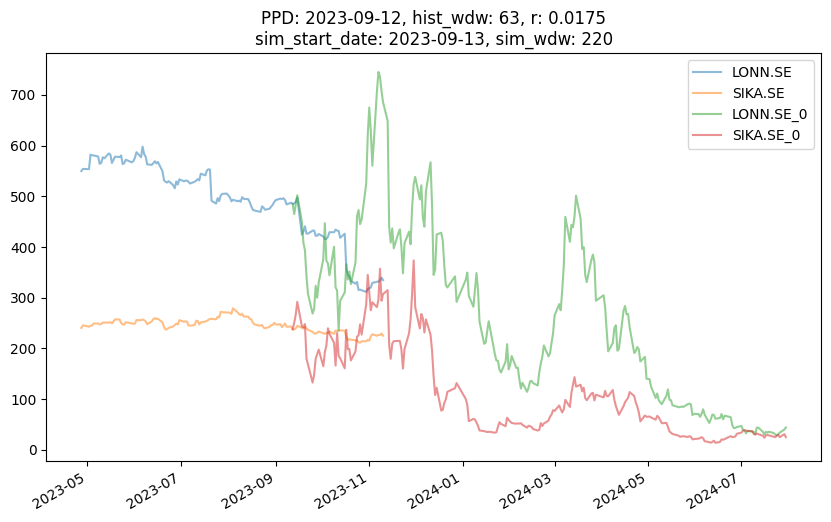 PPD: 2023-09-12, hist_wdw: 63, r: 0.0175
sim_start_date: 2023-09-13, sim_wdw: 220
LONN.SE
SIKA.SE
LONN.SE_0
SIKA.SE_0
700
600
500
400
300
200
100
0
2023-05
2023-07
2023-09
2023-11
2024-01
2024-03
2024-05
2024-07